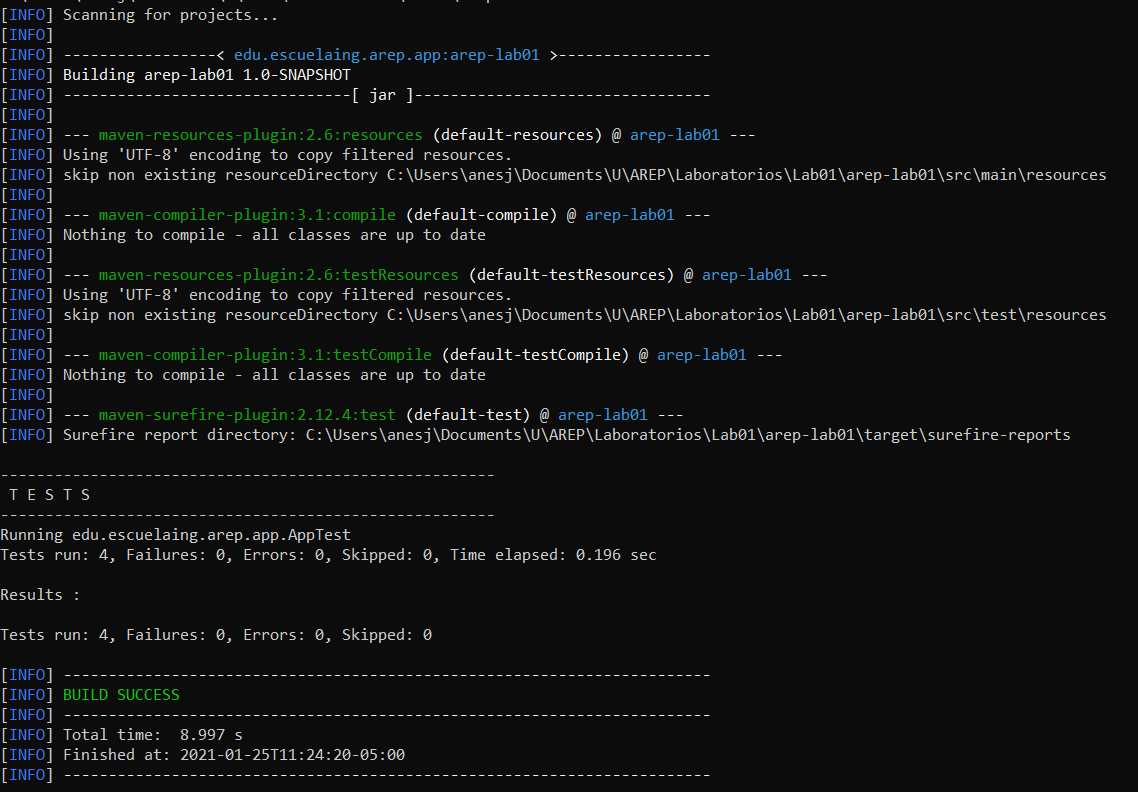 [INFO] Scanning for projects...
[INFO]
[INFO] -----------------< edu.escuelaing.arep.app:arep-lab01 >-----------------
[INFO] Building arep-lab01 1.0-SNAPSHOT
[INFO] --------------------------------[ jar ]---------------------------------
[INFO]
[INFO] --- maven-resources-plugin:2.6:resources (default-resources) @ arep-lab01 ---
[INFO] Using 'UTF-8' encoding to copy filtered resources.
[INFO] skip non existing resourceDirectory C:\Users\anesj\Documents\U\AREP\Laboratorios\Lab01\arep-lab01\src\main\resources
[INFO]
[INFO] --- maven-compiler-plugin:3.1:compile (default-compile) @ arep-lab01 ---
[INFO] Nothing to compile - all classes are up to date
[INFO]
[INFO] --- maven-resources-plugin:2.6:testResources (default-testResources) @ arep-lab01 ---
[INFO] Using 'UTF-8' encoding to copy filtered resources.
[INFO] skip non existing resourceDirectory C:\Users\anesj\Documents\U\AREP\Laboratorios\Lab01\arep-lab01\src\test\resources
[INFO]
[INFO] --- maven-compiler-plugin:3.1:testCompile (default-testCompile) @ arep-lab01 ---
[INFO] Nothing to compile - all classes are up to date
[INFO]
[INFO] --- maven-surefire-plugin:2.12.4:test (default-test) @ arep-lab01 ---
[INFO] Surefire report directory: C:\Users\anesj\Documents\U\AREP\Laboratorios\Lab01\arep-lab01\target\surefire-reports
-------------------------------------------------------
 T E S T S
-------------------------------------------------------
Running edu.escuelaing.arep.app.AppTest
Tests run: 4, Failures: 0, Errors: 0, Skipped: 0, Time elapsed: 0.196 sec
Results :
Tests run: 4, Failures: 0, Errors: 0, Skipped: 0
[INFO] ------------------------------------------------------------------------
[INFO] BUILD SUCCESS
[INFO] ------------------------------------------------------------------------
[INFO] Total time:  8.997 s
[INFO] Finished at: 2021-01-25T11:24:20-05:00
[INFO] ------------------------------------------------------------------------